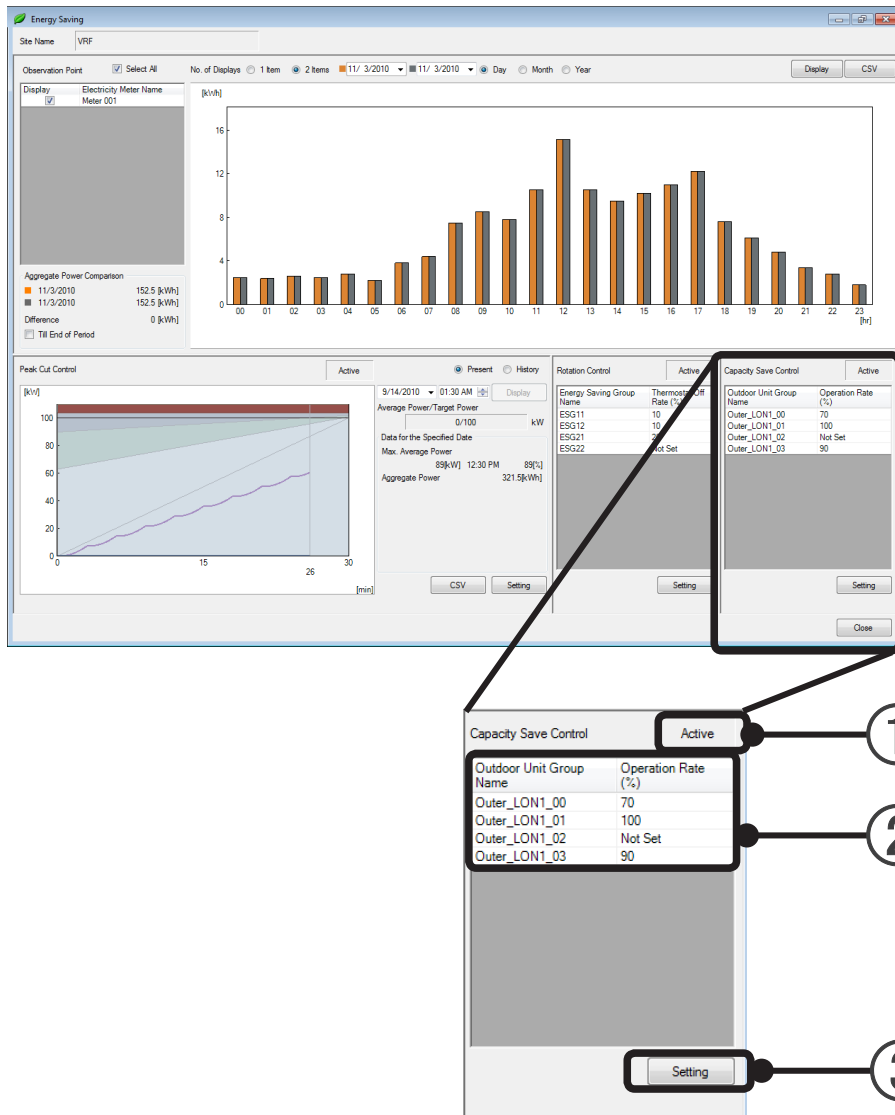 Energy Saving
Site Name VRF
Observation Point Select All No. of Displays 1 Item 2 Items 11/ 3/2010 11/ 3/2010 Day Month Year Display CSV
Display Electricity Meter Name
Meter 001
[kWh]
16
12
8
4
0
00 01 02 03 04 05 06 07 08 09 10 11 12 13 14 15 16 17 18 19 20 21 22 23
[hr]
Aggregate Power Comparison
11/3/2010 152.5 [kWh]
11/3/2010 152.5 [kWh]
Difference 0 [kWh]
Till End of Period
Peak Cut Control Active Present History
[kW]
100
80
60
40
20
0
0 15 30
26
[min]
9/14/2010 01:30 AM Display
Average Power/Target Power
0/100 kW
Data for the Specified Date
Max. Average Power
89[kW] 12:30 PM 89[%]
Aggregate Power 321.5[kWh]
CSV Setting
Rotation Control Active
Energy Saving Group Name
Rate (%)
ESG11 10
ESG12 10
ESG21
ESG22 Not Set
Setting
Capacity Save Control Active
Outdoor Unit Group Name Operation Rate (%)
Outer_LON1_00 70
Outer_LON1_01 100
Outer_LON1_02 Not Set
Outer_LON1_03 90
Setting
Close
Capacity Save Control Active
Outdoor Unit Group Operation Rate
Name (%)
Outer_LON1_00 70
Outer_LON1_01 100
Outer_LON1_02 Not Set
Outer_LON1_03 90
Setting
1
2
3